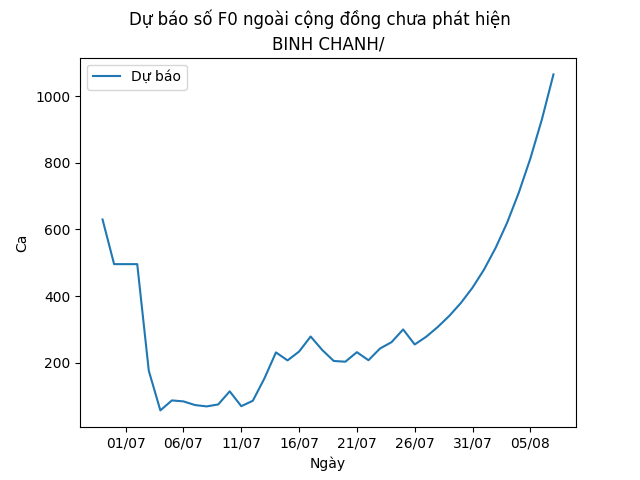 Dự báo số F0 ngoài cộng đồng chưa phát hiện
BINH CHANH/
Dự báo
Ca
1000
800
600
400
200
01/07 06/07 11/07 16/07 21/07 26/07 31/07 05/08
Ngày